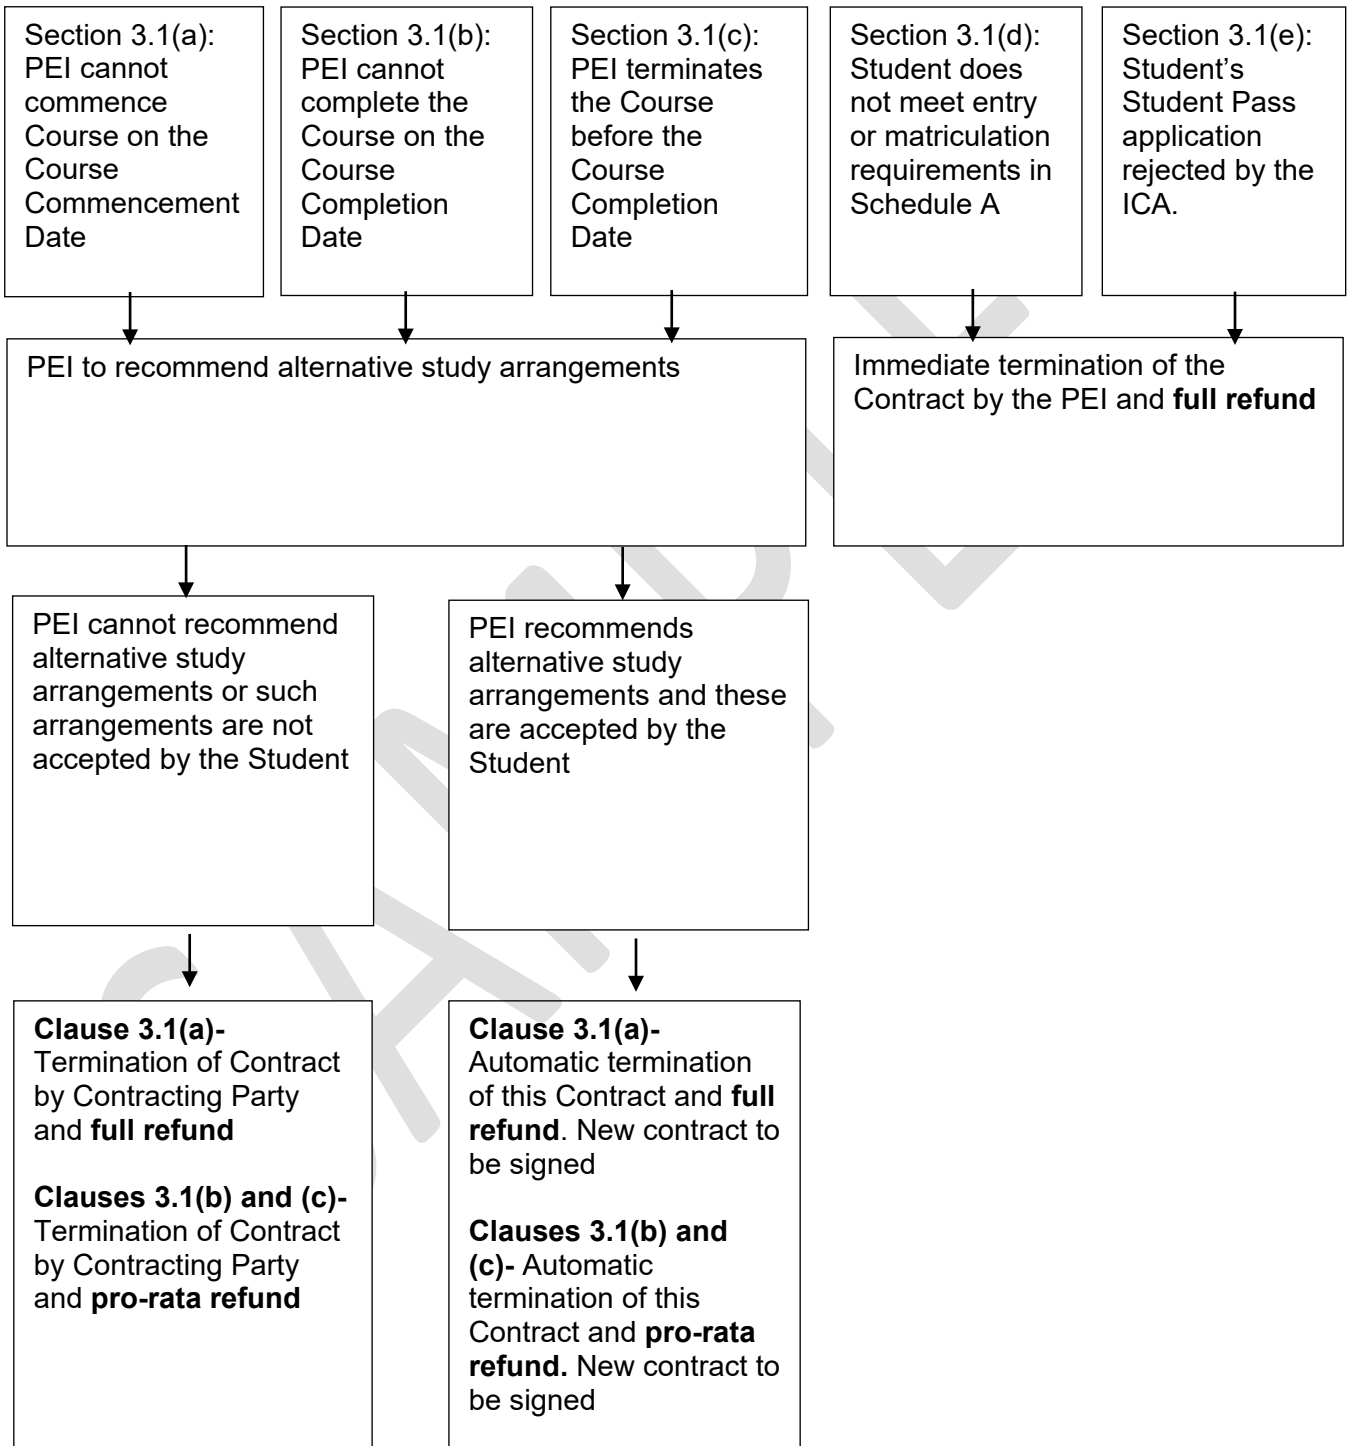 Section 3.1(a):
PEI cannot
commence
Course on the
Course
Commencement
Date
Section 3.1(b):
PEI cannot
complete the
Course on the
Course
Completion
Date
Section 3.1(c):
PEI terminates
the Course
before the
Course
Completion
Date
Section 3.1(d):
Student does
not meet entry
or matriculation
requirements in
Schedule A
Section 3.1(e):
Student’s
Student Pass
application
rejected by the
ICA.
PEI to recommend alternative study arrangements
Immediate termination of the
Contract by the PEI and full refund
PEI cannot recommend
alternative study
arrangements or such
arrangements are not
accepted by the Student
PEI recommends
alternative study
arrangements and these
are accepted by the
Student
Clause 3.1(a)-
Termination of Contract
by Contracting Party
and full refund
Clauses 3.1(b) and (c)-
Termination of Contract
by Contracting Party
and pro-rata refund
Clause 3.1(a)-
Automatic termination
of this Contract and full
refund. New contract to
be signed
Clauses 3.1(b) and
(c)- Automatic
termination of this
Contract and pro-rata
refund. New contract to
be signed
SAMPLE